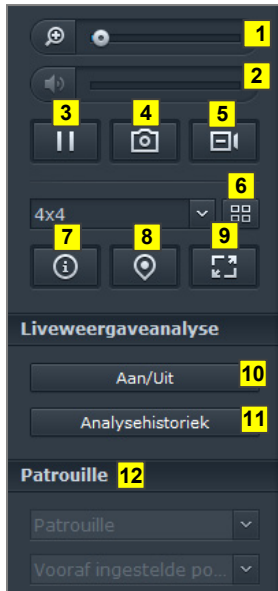 1
2
3 4 5
6
4x4
7 8 9
Liveweergaveanalyse
Aan/Uit 10
Analysehistoriek 11
Patrouille 12
Patrouille
Vooraf ingestelde po...